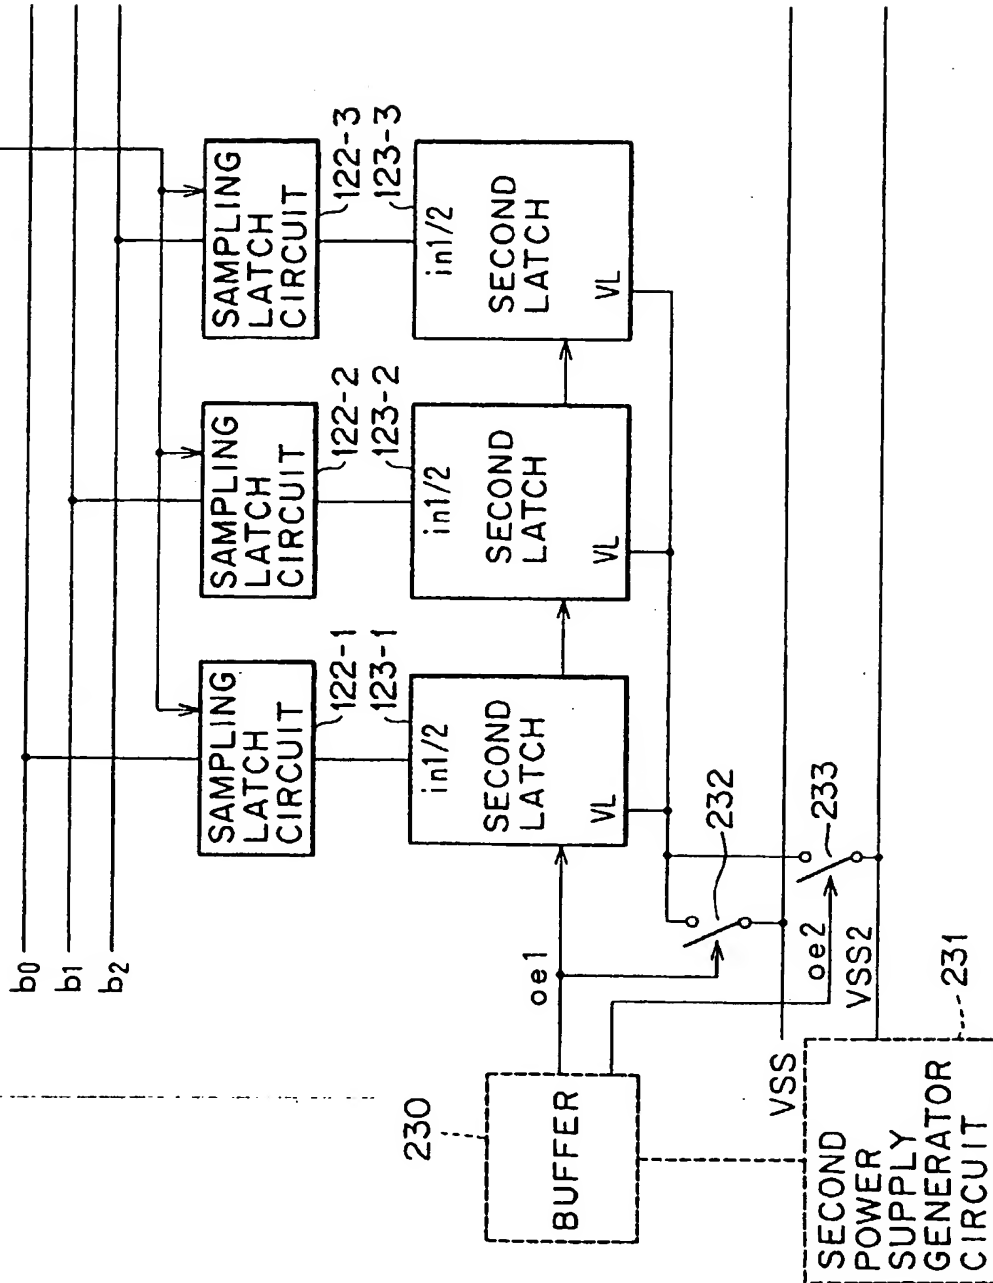 b0
b1
b2
SAMPLING
LATCH
CIRCUIT
122-1
SAMPLING
LATCH
CIRCUIT
122-2
SAMPLING
LATCH
CIRCUIT
122-3
in1/2
SECOND
LATCH
VL
123-1
in1/2
SECOND
LATCH
VL
123-2
in1/2
SECOND
LATCH
VL
123-3
oe1
232
oe2
233
230
BUFFER
VSS
VSS2
231
SECOND
POWER
SUPPLY
GENERATOR
CIRCUIT